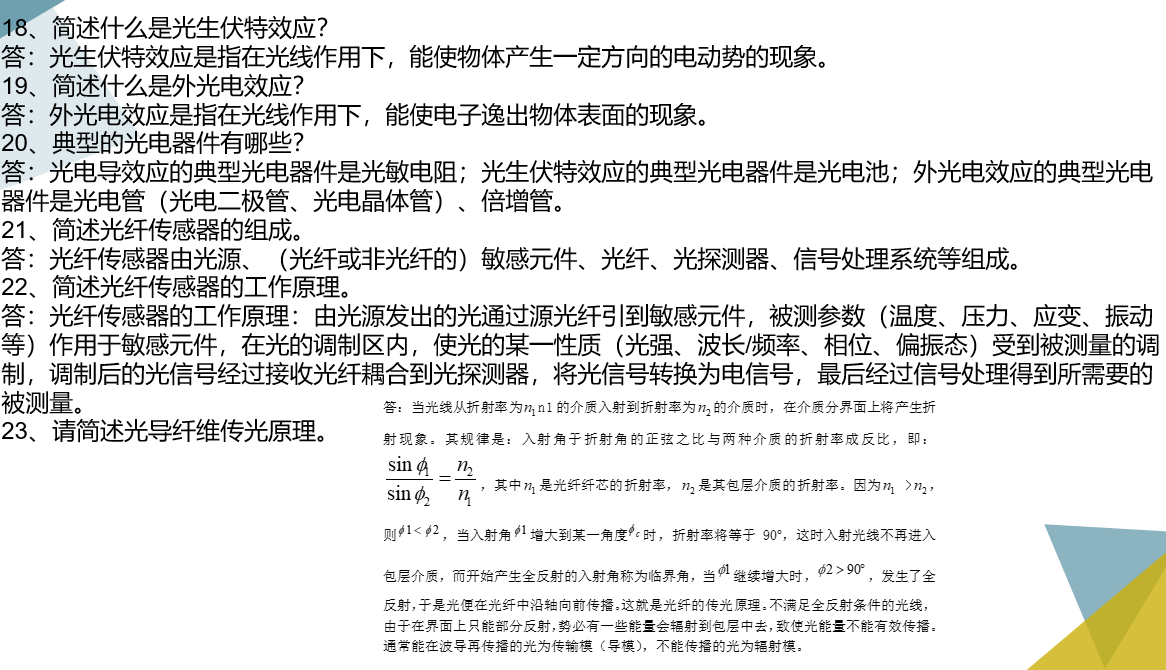 18、简述什么是光生伏特效应？
答：光生伏特效应是指在光线作用下，能使物体产生一定方向的电动势的现象。
19、简述什么是外光电效应？
答：外光电效应是指在光线作用下，能使电子逸出物体表面的现象。
20、典型的光电器件有哪些？
答：光电导效应的典型光电器件是光敏电阻；光生伏特效应的典型光电器件是光电池；外光电效应的典型光电
器件是光电管（光电二极管、光电晶体管）、倍增管。
21、简述光纤传感器的组成。
答：光纤传感器由光源、（光纤或非光纤的）敏感元件、光纤、光探测器、信号处理系统等组成。
22、简述光纤传感器的工作原理。
答：光纤传感器的工作原理：由光源发出的光通过源光纤引到敏感元件，被测参数（温度、压力、应变、振动
等）作用于敏感元件，在光的调制区内，使光的某一性质（光强、波长/频率、相位、偏振态）受到被测量的调
制，调制后的光信号经过接收光纤耦合到光探测器，将光信号转换为电信号，最后经过信号处理得到所需要的
被测量。
23、请简述光导纤维传光原理。
答：当光线从折射率为n₁n1 的介质入射到折射率为n₂ 的介质时，在介质分界面上将产生折
射现象。其规律是：入射角于折射角的正弦之比与两种介质的折射率成反比，即：
sin ϕ₁ / sin ϕ₂ = n₂ / n₁ ，其中 n₁ 是光纤纤芯的折射率，n₂ 是其包层介质的折射率。因为 n₁ > n₂，
则ϕ1 < ϕ2，当入射角ϕ1 增大到某一角度ϕc 时，折射率将等于 90°，这时入射光线不再进入
包层介质，而开始产生全反射的入射角称为临界角，当ϕ1 继续增大时，ϕ2 > 90°，发生了全
反射，于是光便在光纤中沿轴向前传播。这就是光纤的传光原理。不满足全反射条件的光线，
由于在界面上只能部分反射，势必有一些能量会辐射到包层中去，致使光能量不能有效传播。
通常能在波导再传播的光为传输模（导模），不能传播的光为辐射模。